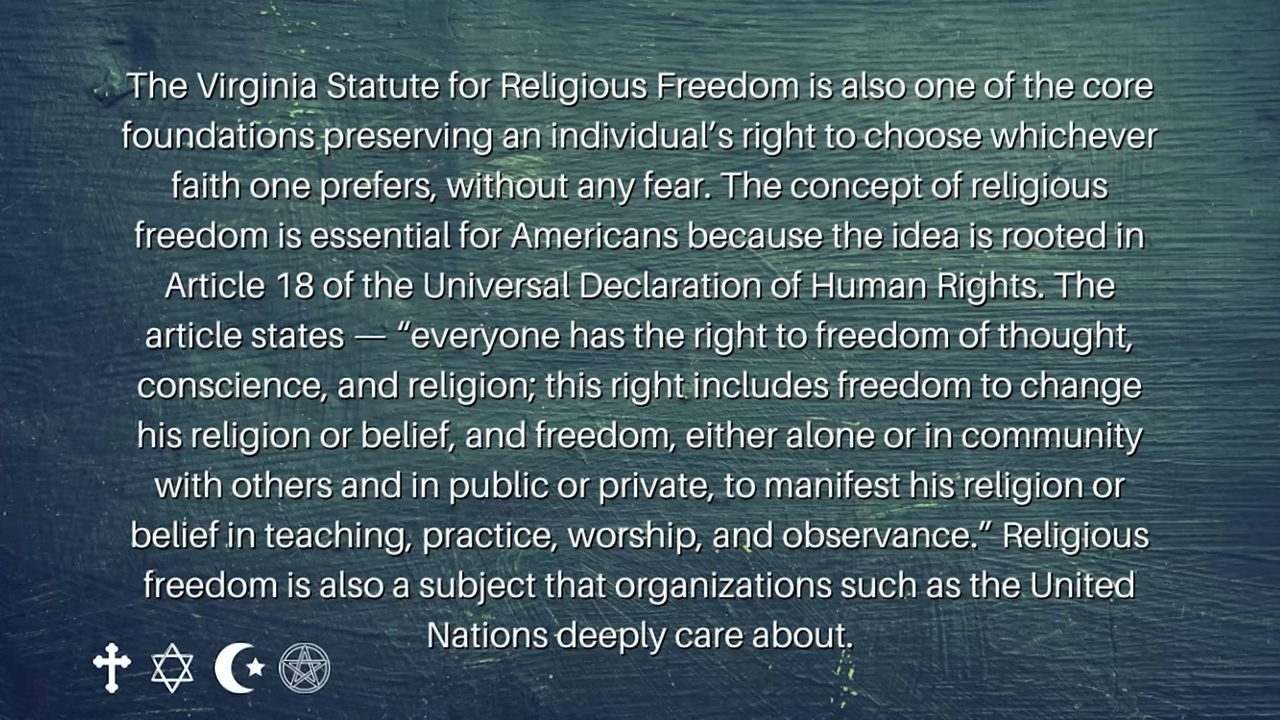 The Virginia Statute for Religious Freedom is also one of the core
foundations preserving an individual’s right to choose whichever
faith one prefers, without any fear. The concept of religious
freedom is essential for Americans because the idea is rooted in
Article 18 of the Universal Declaration of Human Rights. The
article states — “everyone has the right to freedom of thought,
conscience, and religion; this right includes freedom to change
his religion or belief, and freedom, either alone or in community
with others and in public or private, to manifest his religion or
belief in teaching, practice, worship, and observance.” Religious
freedom is also a subject that organizations such as the United
Nations deeply care about.